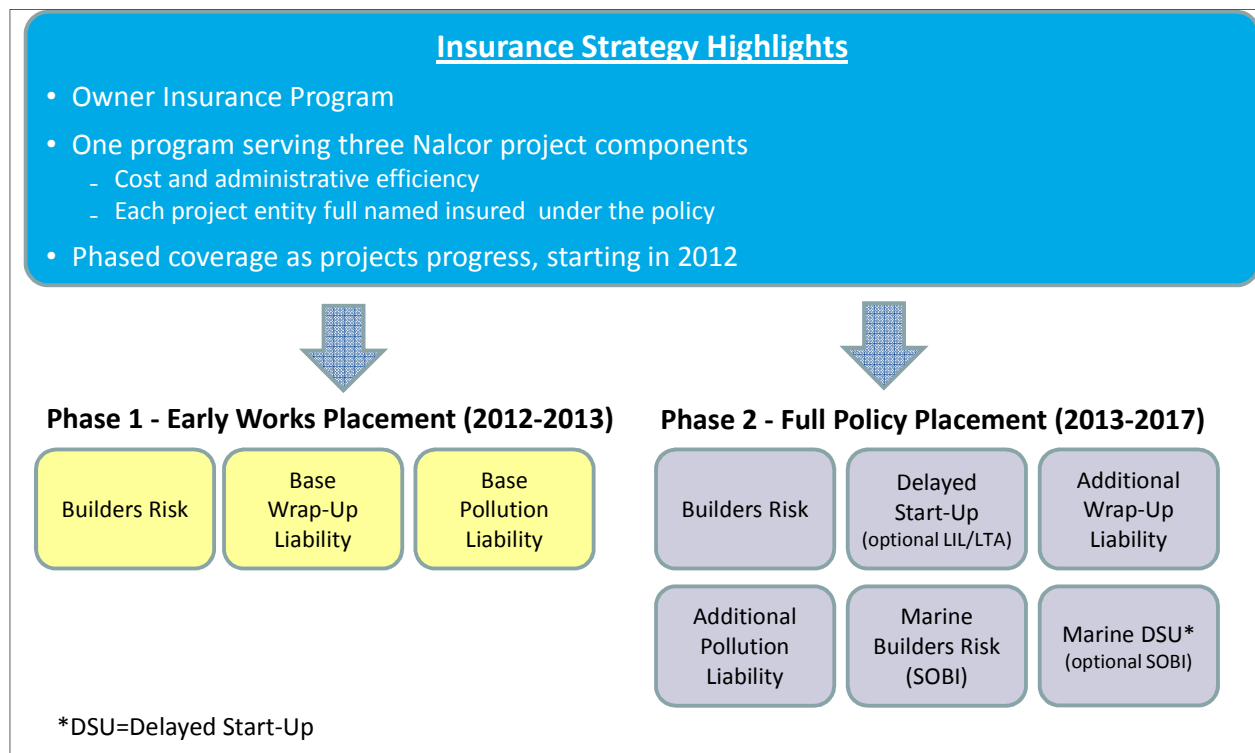 Insurance Strategy Highlights
• Owner Insurance Program
• One program serving three Nalcor project components
- Cost and administrative efficiency
- Each project entity full named insured under the policy
• Phased coverage as projects progress, starting in 2012
Phase 1 - Early Works Placement (2012-2013)
Builders Risk
Base
Wrap-Up
Liability
Base
Pollution
Liability
Phase 2 - Full Policy Placement (2013-2017)
Builders Risk
Delayed
Start-Up
(optional LIL/LTA)
Additional
Wrap-Up
Liability
Additional
Pollution
Liability
Marine
Builders Risk
(SOBI)
Marine DSU*
(optional SOBI)
*DSU=Delayed Start-Up